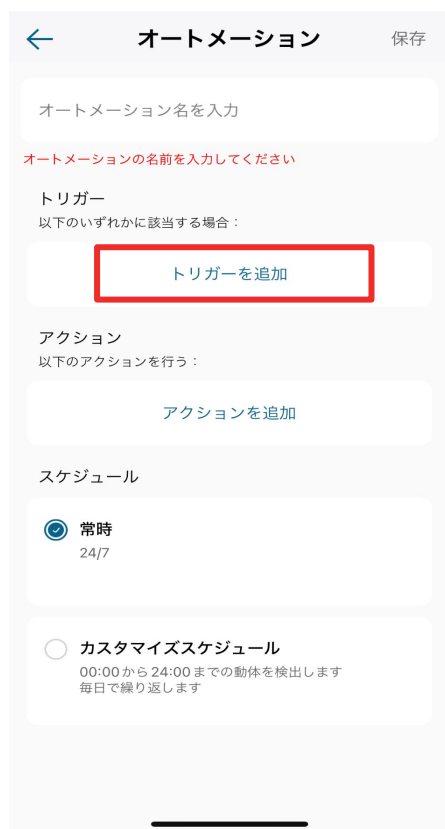 オートメーション 保存
オートメーション名を入力
オートメーションの名前を入力してください
トリガー
以下のいずれかに該当する場合：
トリガーを追加
アクション
以下のアクションを行う：
アクションを追加
スケジュール
常時
24/7
カスタマイズスケジュール
00:00から24:00までの動体を検出します
毎日で繰り返します